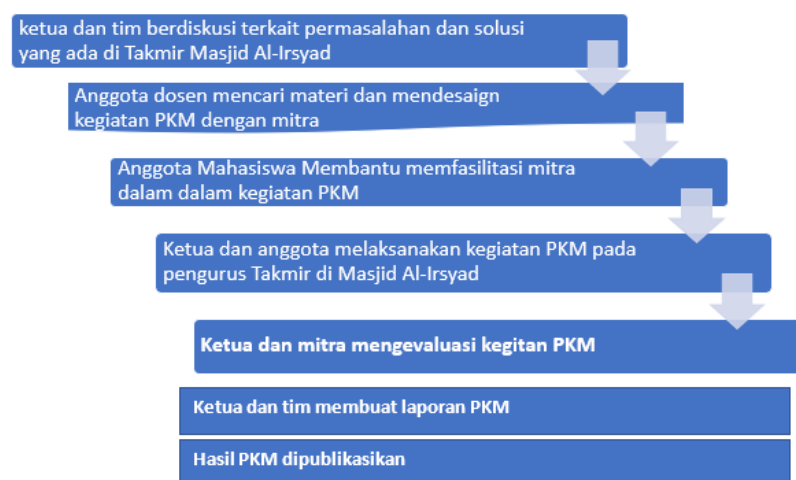 ketua dan tim berdiskusi terkait permasalahan dan solusi
yang ada di Takmir Masjid Al-Irsyad
Anggota dosen mencari materi dan mendesaign
kegiatan PKM dengan mitra
Anggota Mahasiswa Membantu memfasilitasi mitra
dalam dalam kegiatan PKM
Ketua dan anggota melaksanakan kegiatan PKM pada
pengurus Takmir di Masjid Al-Irsyad
Ketua dan mitra mengevaluasi kegitan PKM
Ketua dan tim membuat laporan PKM
Hasil PKM dipublikasikan